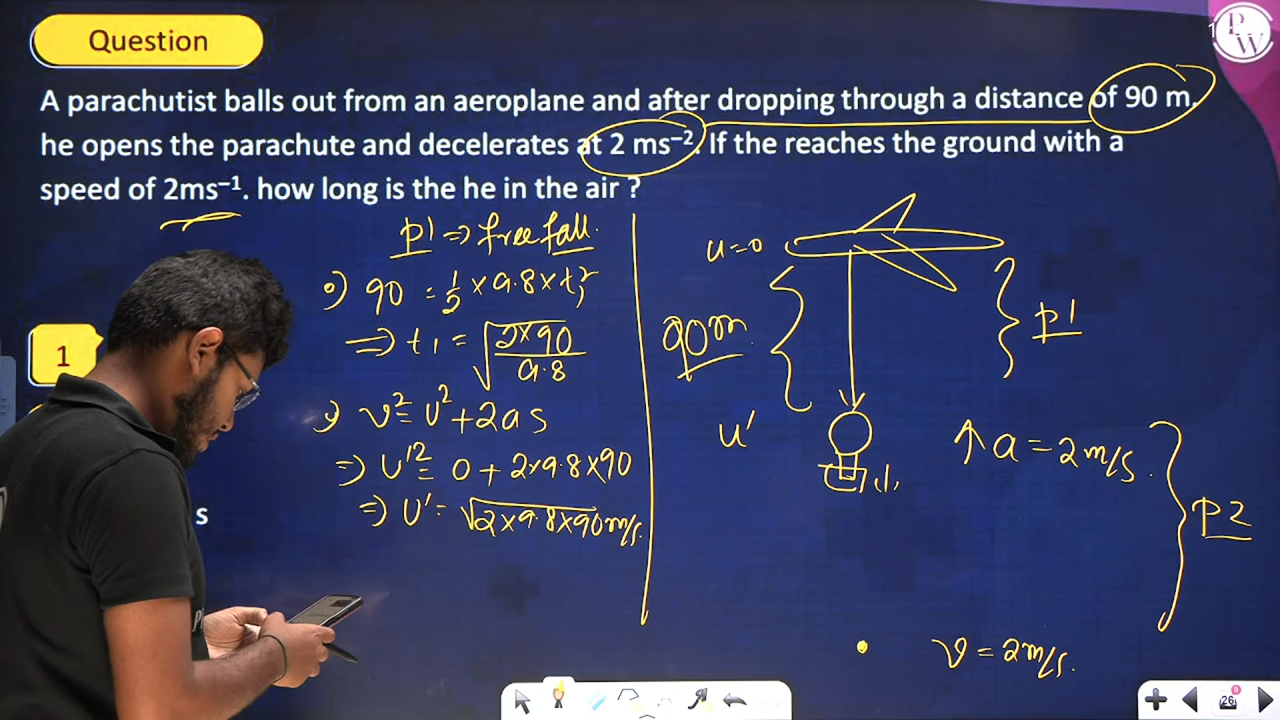 Question
PW
A parachutist balls out from an aeroplane and after dropping through a distance of 90 m,
he opens the parachute and decelerates at 2 ms⁻². If the reaches the ground with a
speed of 2ms⁻¹. how long is the he in the air ?
P1 ⇒ free fall
90 = 1/2 × 9.8 × t₁²
⇒ t₁ = √(2×90/9.8)
v² = U² + 2as
⇒ U'² = 0 + 2×9.8×90
⇒ U' = √2×9.8×90 m/s.
u=0
90m
P1
u'
↑ a = 2m/s.
P2
v = 2m/s.
1
s
26